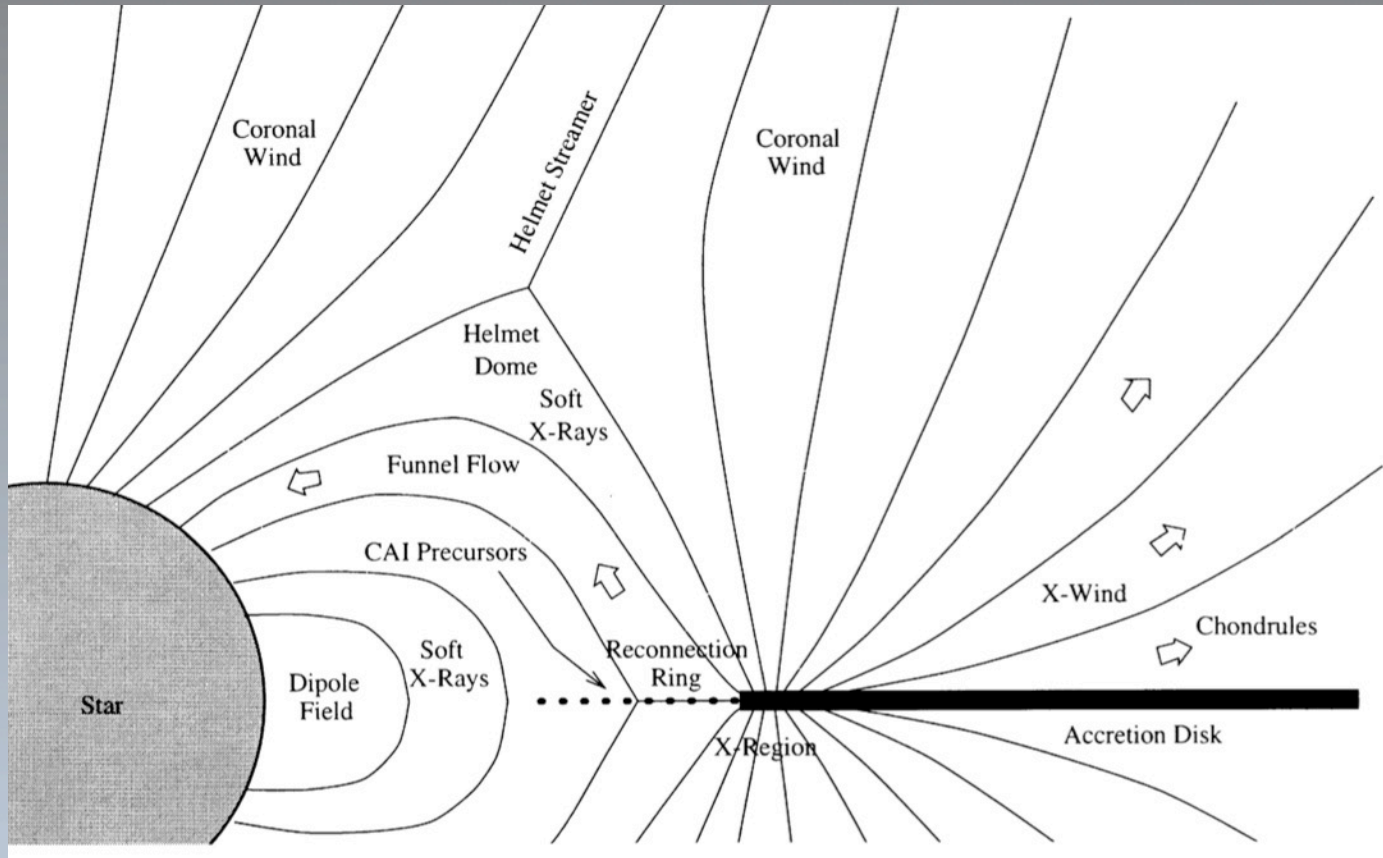 Coronal
Wind
Helmet Streamer
Coronal
Wind
Helmet
Dome
Soft
X-Rays
Funnel Flow
CAI Precursors
X-Wind
Chondrules
Reconnection
Ring
Soft
X-Rays
Dipole
Field
Star
X-Region
Accretion Disk